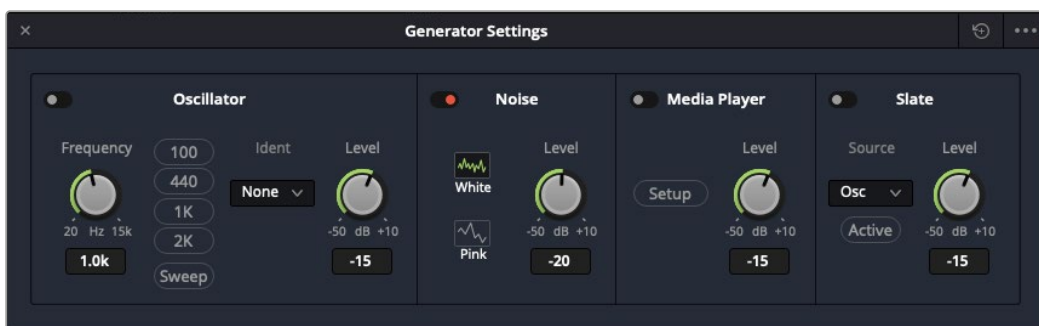 Generator Settings
Oscillator
Frequency
20 Hz 15k
1.0k
100
440
1K
2K
Sweep
Ident
None
Level
-50 dB +10
-15
Noise
White
Pink
Level
-50 dB +10
-20
Media Player
Setup
Level
-50 dB +10
-15
Slate
Source
Osc
Active
Level
-50 dB +10
-15